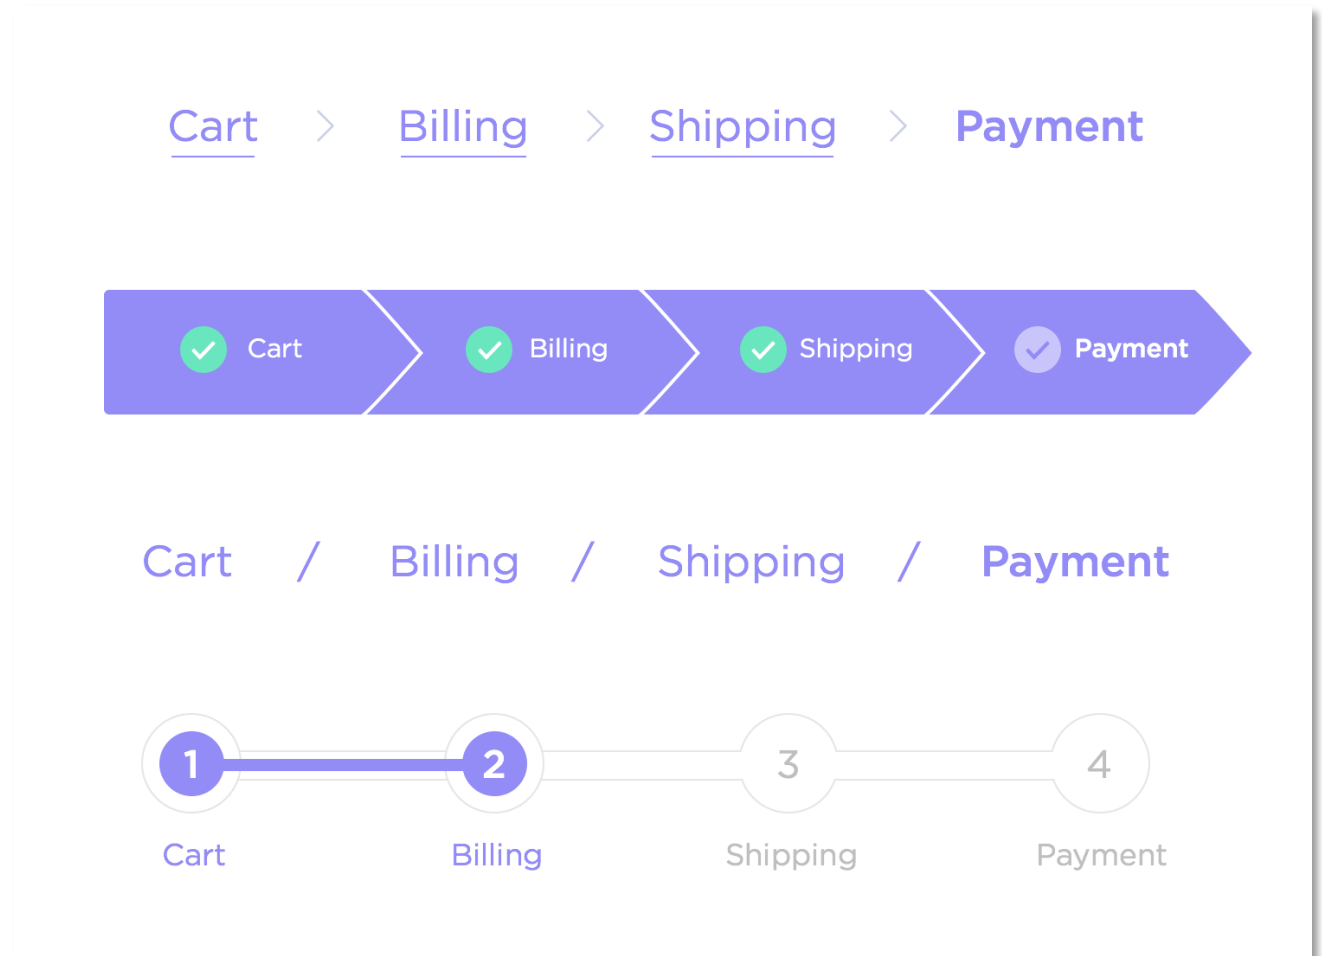 Cart > Billing > Shipping > Payment
Cart Billing Shipping Payment
Cart / Billing / Shipping / Payment
1 2 3 4
Cart Billing Shipping Payment